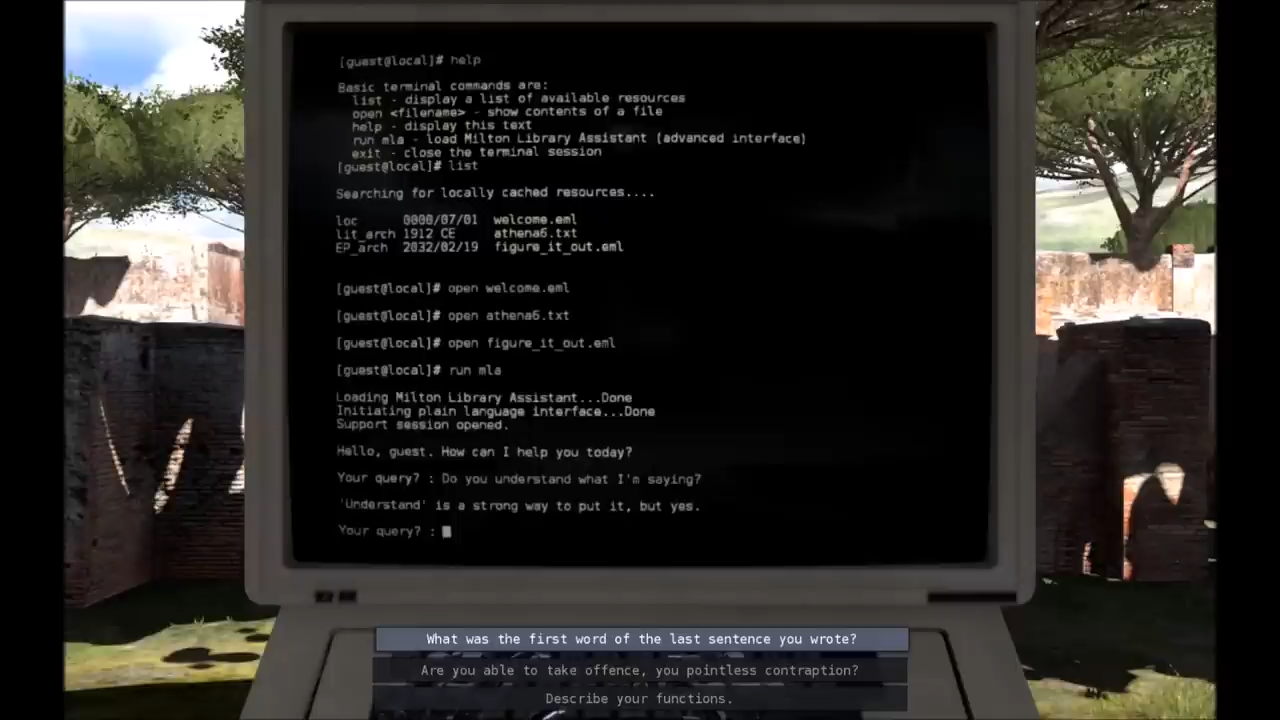 [guest@local]# help
Basic terminal commands are:
list - display a list of available resources
open <filename> - show contents of a file
help - display this text
run mla - load Milton Library Assistant (advanced interface)
exit - close the terminal session
[guest@local]# list
Searching for locally cached resources....
loc 0000/07/01 welcome.eml
lit_arch 1912 CE athena6.txt
EP_arch 2032/02/19 figure_it_out.eml
[guest@local]# open welcome.eml
[guest@local]# open athena6.txt
[guest@local]# open figure_it_out.eml
[guest@local]# run mla
Loading Milton Library Assistant...Done
Initiating plain language interface...Done
Support session opened.
Hello, guest. How can I help you today?
Your query? : Do you understand what I'm saying?
'Understand' is a strong way to put it, but yes.
Your query? :
What was the first word of the last sentence you wrote?
Are you able to take offence, you pointless contraption?
Describe your functions.